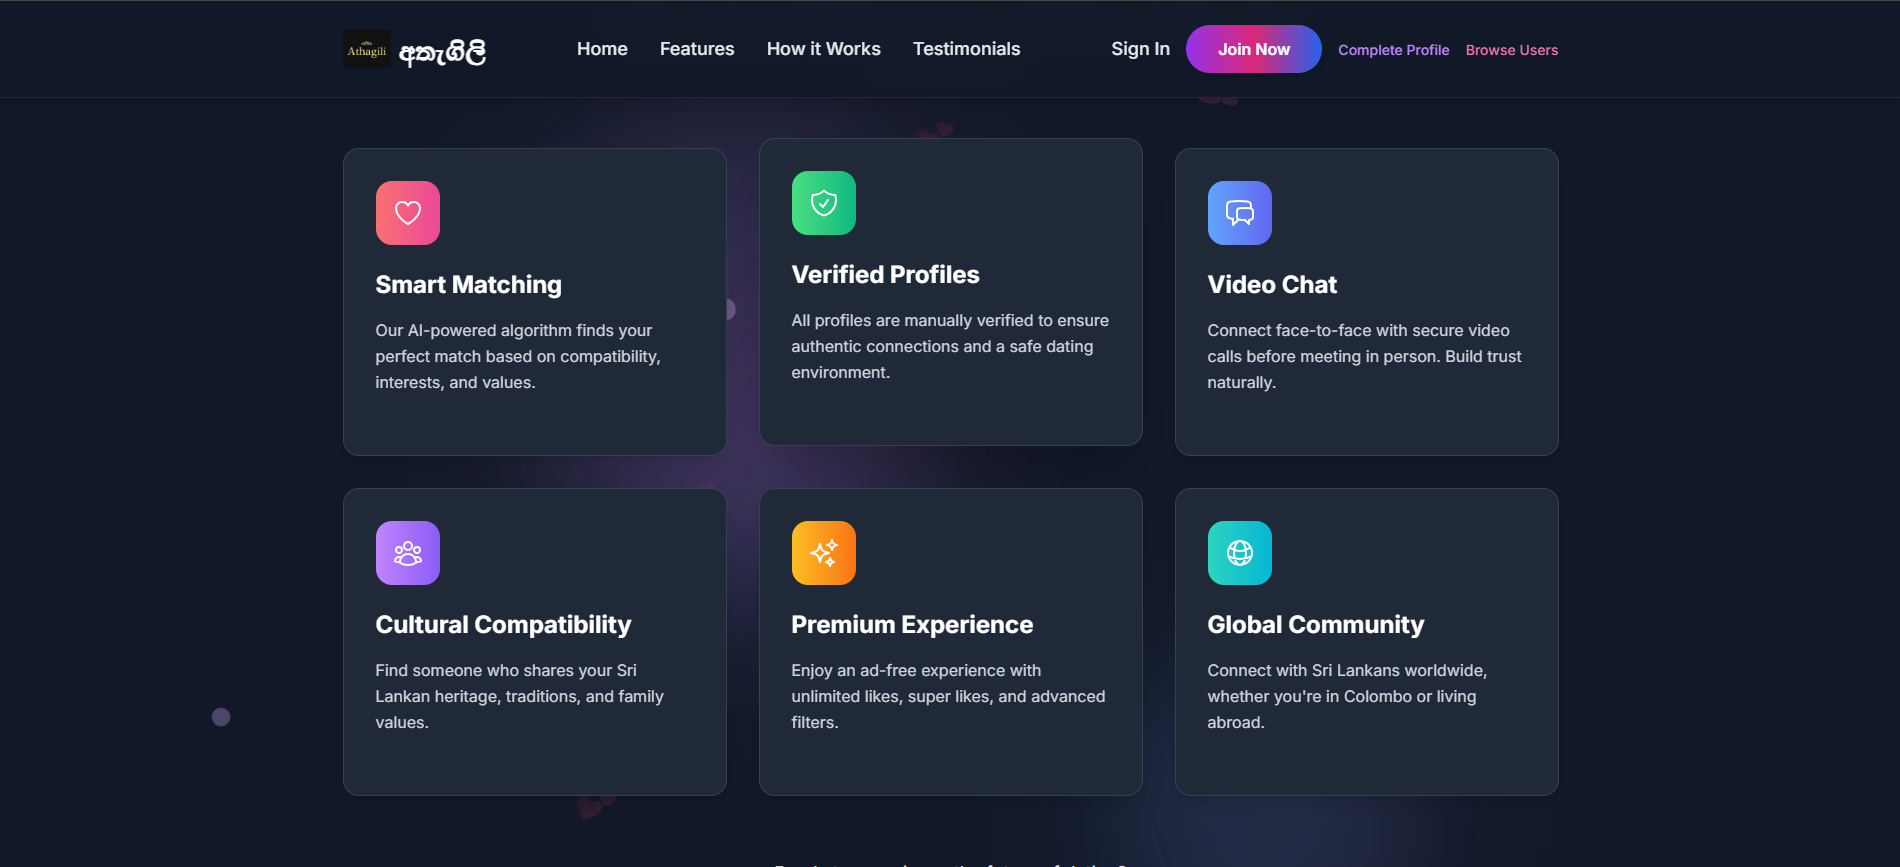 Athagili
අතැගිලි
Home
Features
How it Works
Testimonials
Sign In
Join Now
Complete Profile
Browse Users
Smart Matching
Our AI-powered algorithm finds your
perfect match based on compatibility,
interests, and values.
Verified Profiles
All profiles are manually verified to ensure
authentic connections and a safe dating
environment.
Video Chat
Connect face-to-face with secure video
calls before meeting in person. Build trust
naturally.
Cultural Compatibility
Find someone who shares your Sri
Lankan heritage, traditions, and family
values.
Premium Experience
Enjoy an ad-free experience with
unlimited likes, super likes, and advanced
filters.
Global Community
Connect with Sri Lankans worldwide,
whether you're in Colombo or living
abroad.